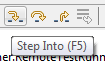 Step Into (F5)